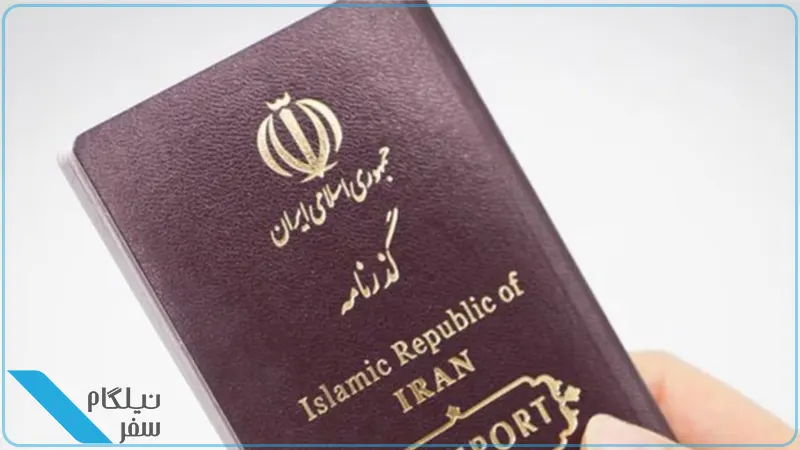 جمهوری اسلامی ایران
گذرنامه
Islamic Republic of
IRAN
PORT
نیلگام
سفر